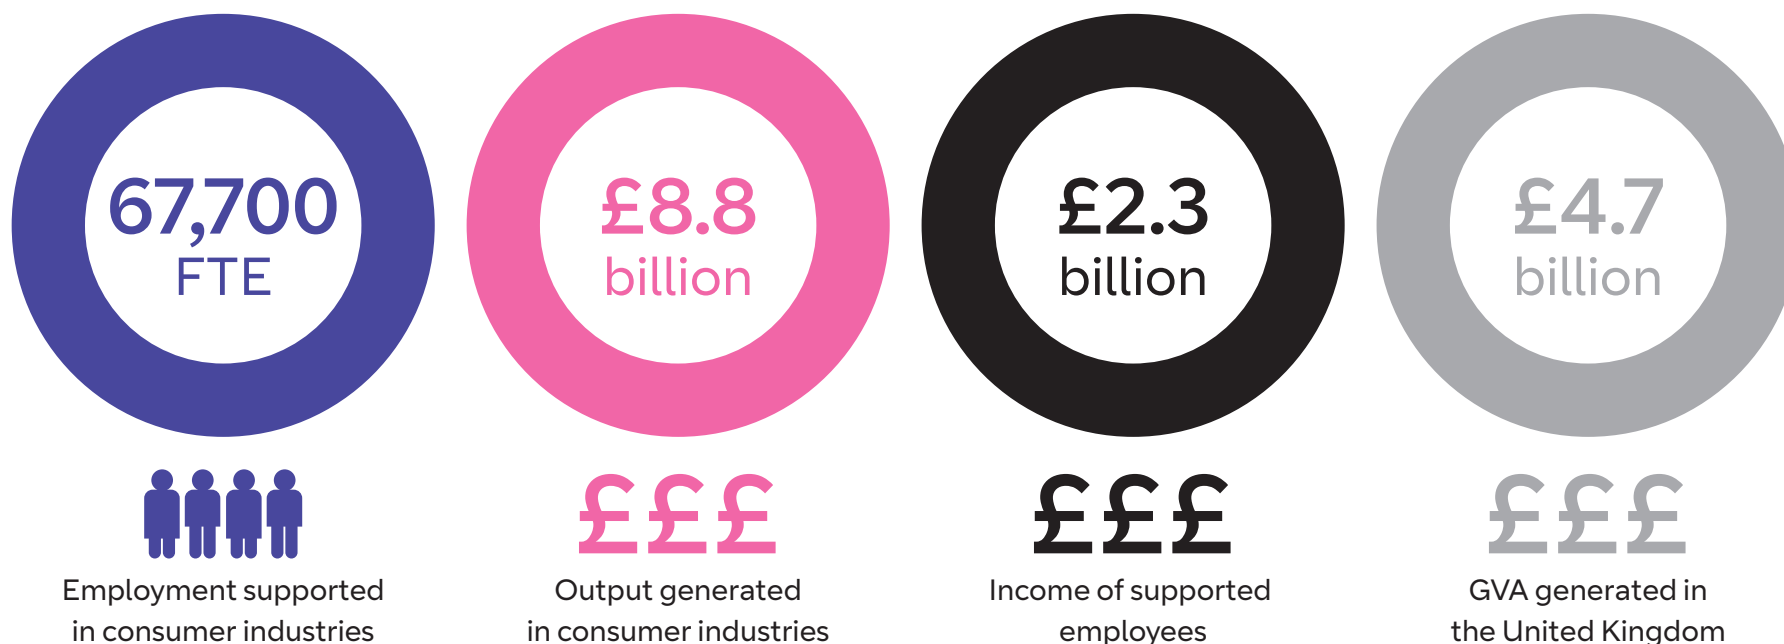 67,700
FTE
£8.8
billion
£2.3
billion
£4.7
billion
£££
£££
£££
Employment supported
in consumer industries
Output generated
in consumer industries
Income of supported
employees
GVA generated in
the United Kingdom